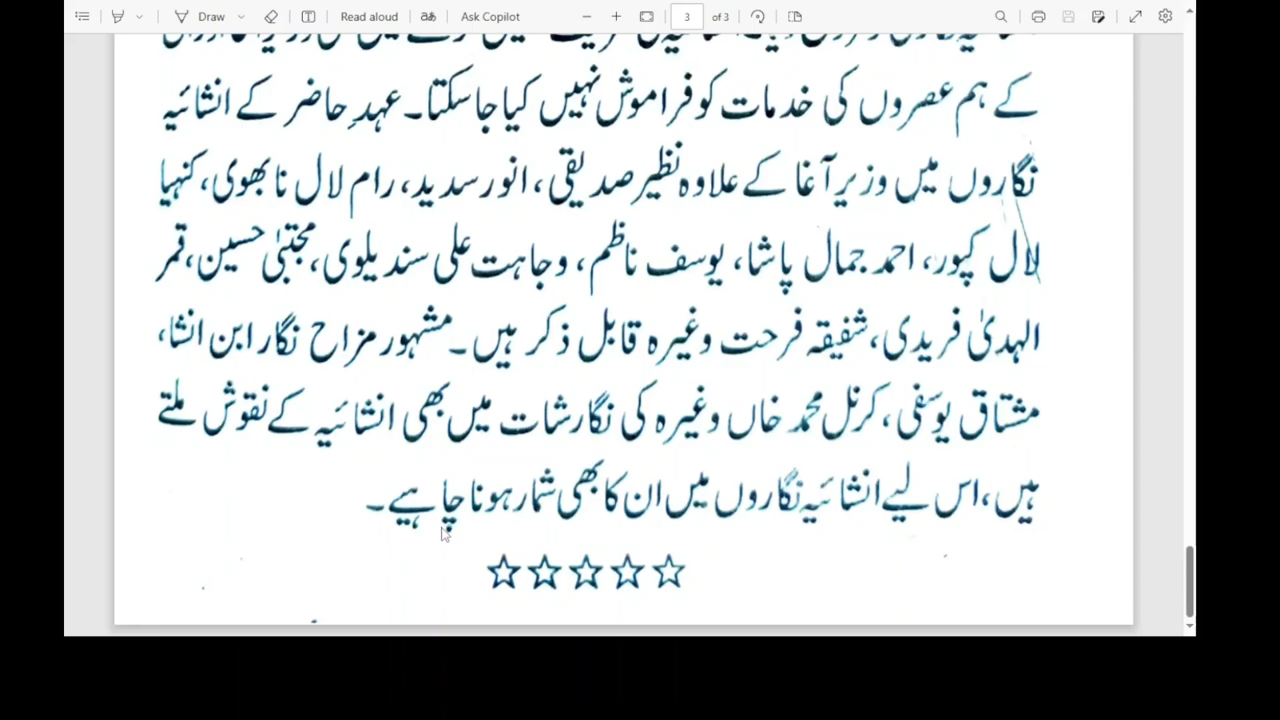 Draw
Read aloud
Ask Copilot
3
of 3
کے ہم عصروں کی خدمات کو فراموش نہیں کیا جا سکتا۔ عہدِ حاضر کے انشائیہ
نگاروں میں وزیر آغا کے علاوہ نظیر صدیقی، انور سدید، رام لال نابھوی، کنہیا
لال کپور، احمد جمال پاشا، یوسف ناظم، وجاہت علی سندیلوی، مجتبیٰ حسین، قمر
الہدیٰ فریدی، شفیقہ فرحت وغیرہ قابل ذکر ہیں۔ مشہور مزاح نگار ابن انشا،
مشتاق یوسفی، کرنل محمد خاں وغیرہ کی نگارشات میں بھی انشائیہ کے نقوش ملتے
ہیں، اس لیے انشائیہ نگاروں میں ان کا بھی شمار ہونا چاہیے۔
☆☆☆☆☆